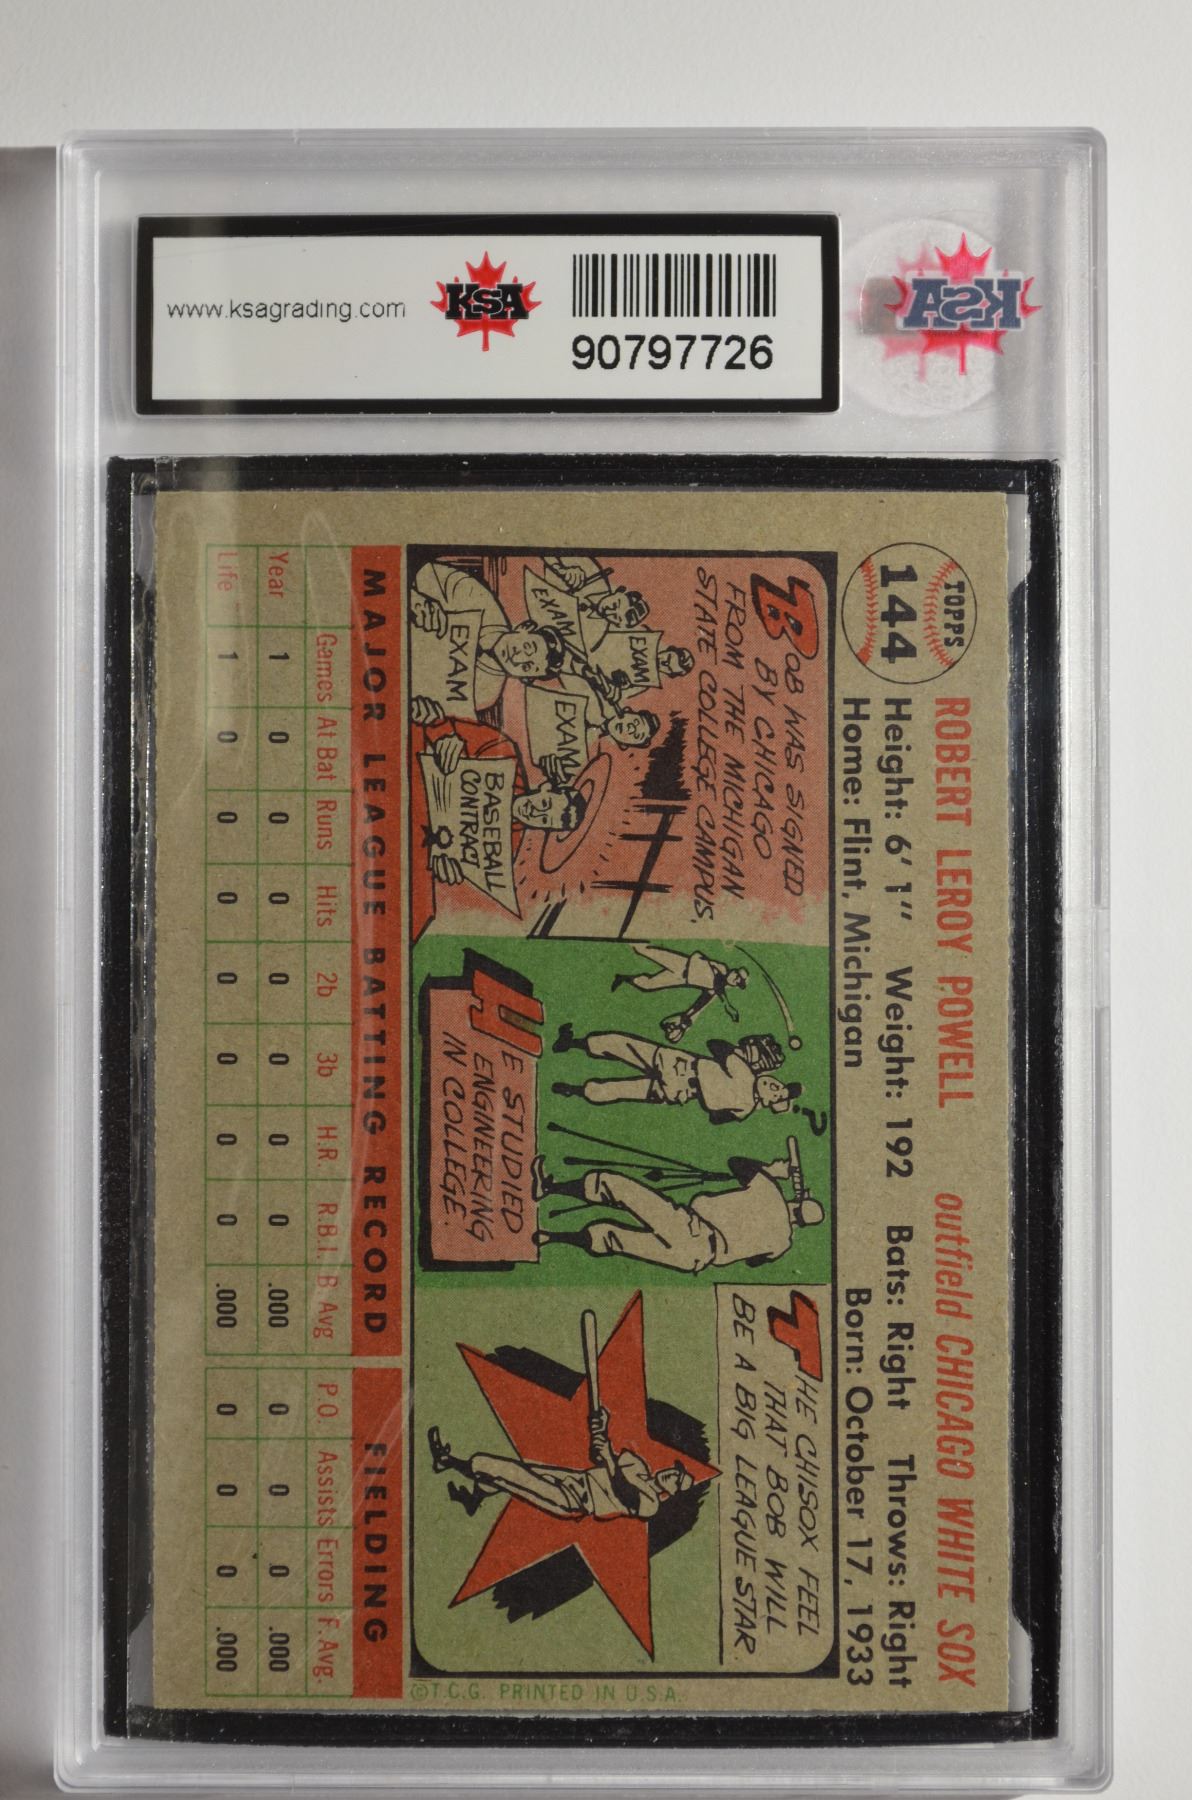 www.ksagrading.com
KSA
90797726
KSA
TOPPS
144
ROBERT LEROY POWELL outfield CHICAGO WHITE SOX
Height: 6' 1" Weight: 192 Bats: Right Throws: Right
Home: Flint, Michigan Born: October 17, 1933
BOB WAS SIGNED
BY CHICAGO
FROM THE MICHIGAN
STATE COLLEGE CAMPUS.
EXAM
EXAM
EXAM
EXAM
BASEBALL
CONTRACT
?
HE STUDIED
ENGINEERING
IN COLLEGE.
THE CHISOX FEEL
THAT BOB WILL
BE A BIG LEAGUE STAR.
MAJOR LEAGUE BATTING RECORD FIELDING
Games At Bat Runs Hits 2b 3b H.R. R.B.I. B Avg P.O. Assists Errors F. Avg.
Year 1 0 0 0 0 0 0 0 .000 0 0 0 .000
Life 1 0 0 0 0 0 0 0 .000 0 0 0 .000
©T.C.G. PRINTED IN U.S.A.